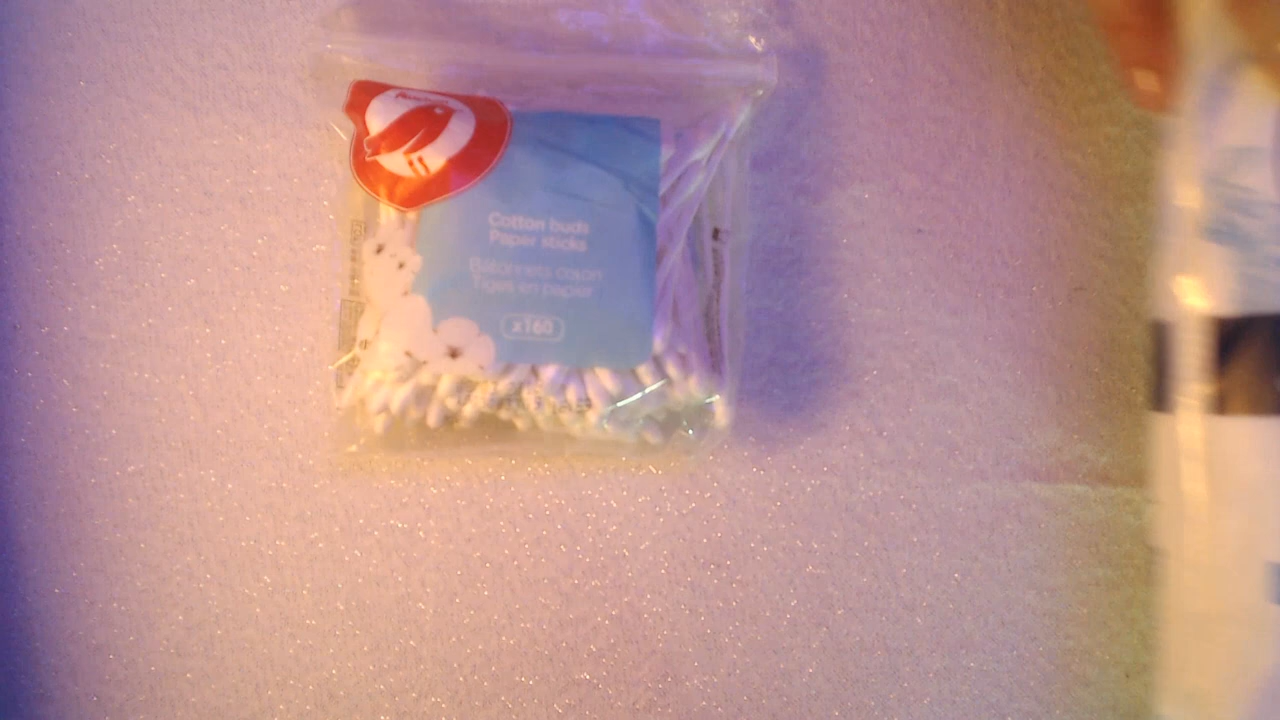 Cotton buds
Paper sticks
Bâtonnets coton
Tiges en papier
x160